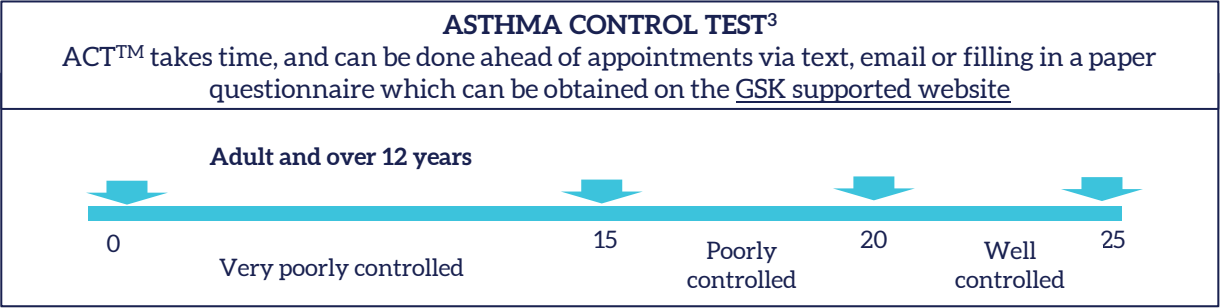 ASTHMA CONTROL TEST³
ACT™ takes time, and can be done ahead of appointments via text, email or filling in a paper
questionnaire which can be obtained on the GSK supported website
Adult and over 12 years
0
15
20
25
Very poorly controlled
Poorly
controlled
Well
controlled